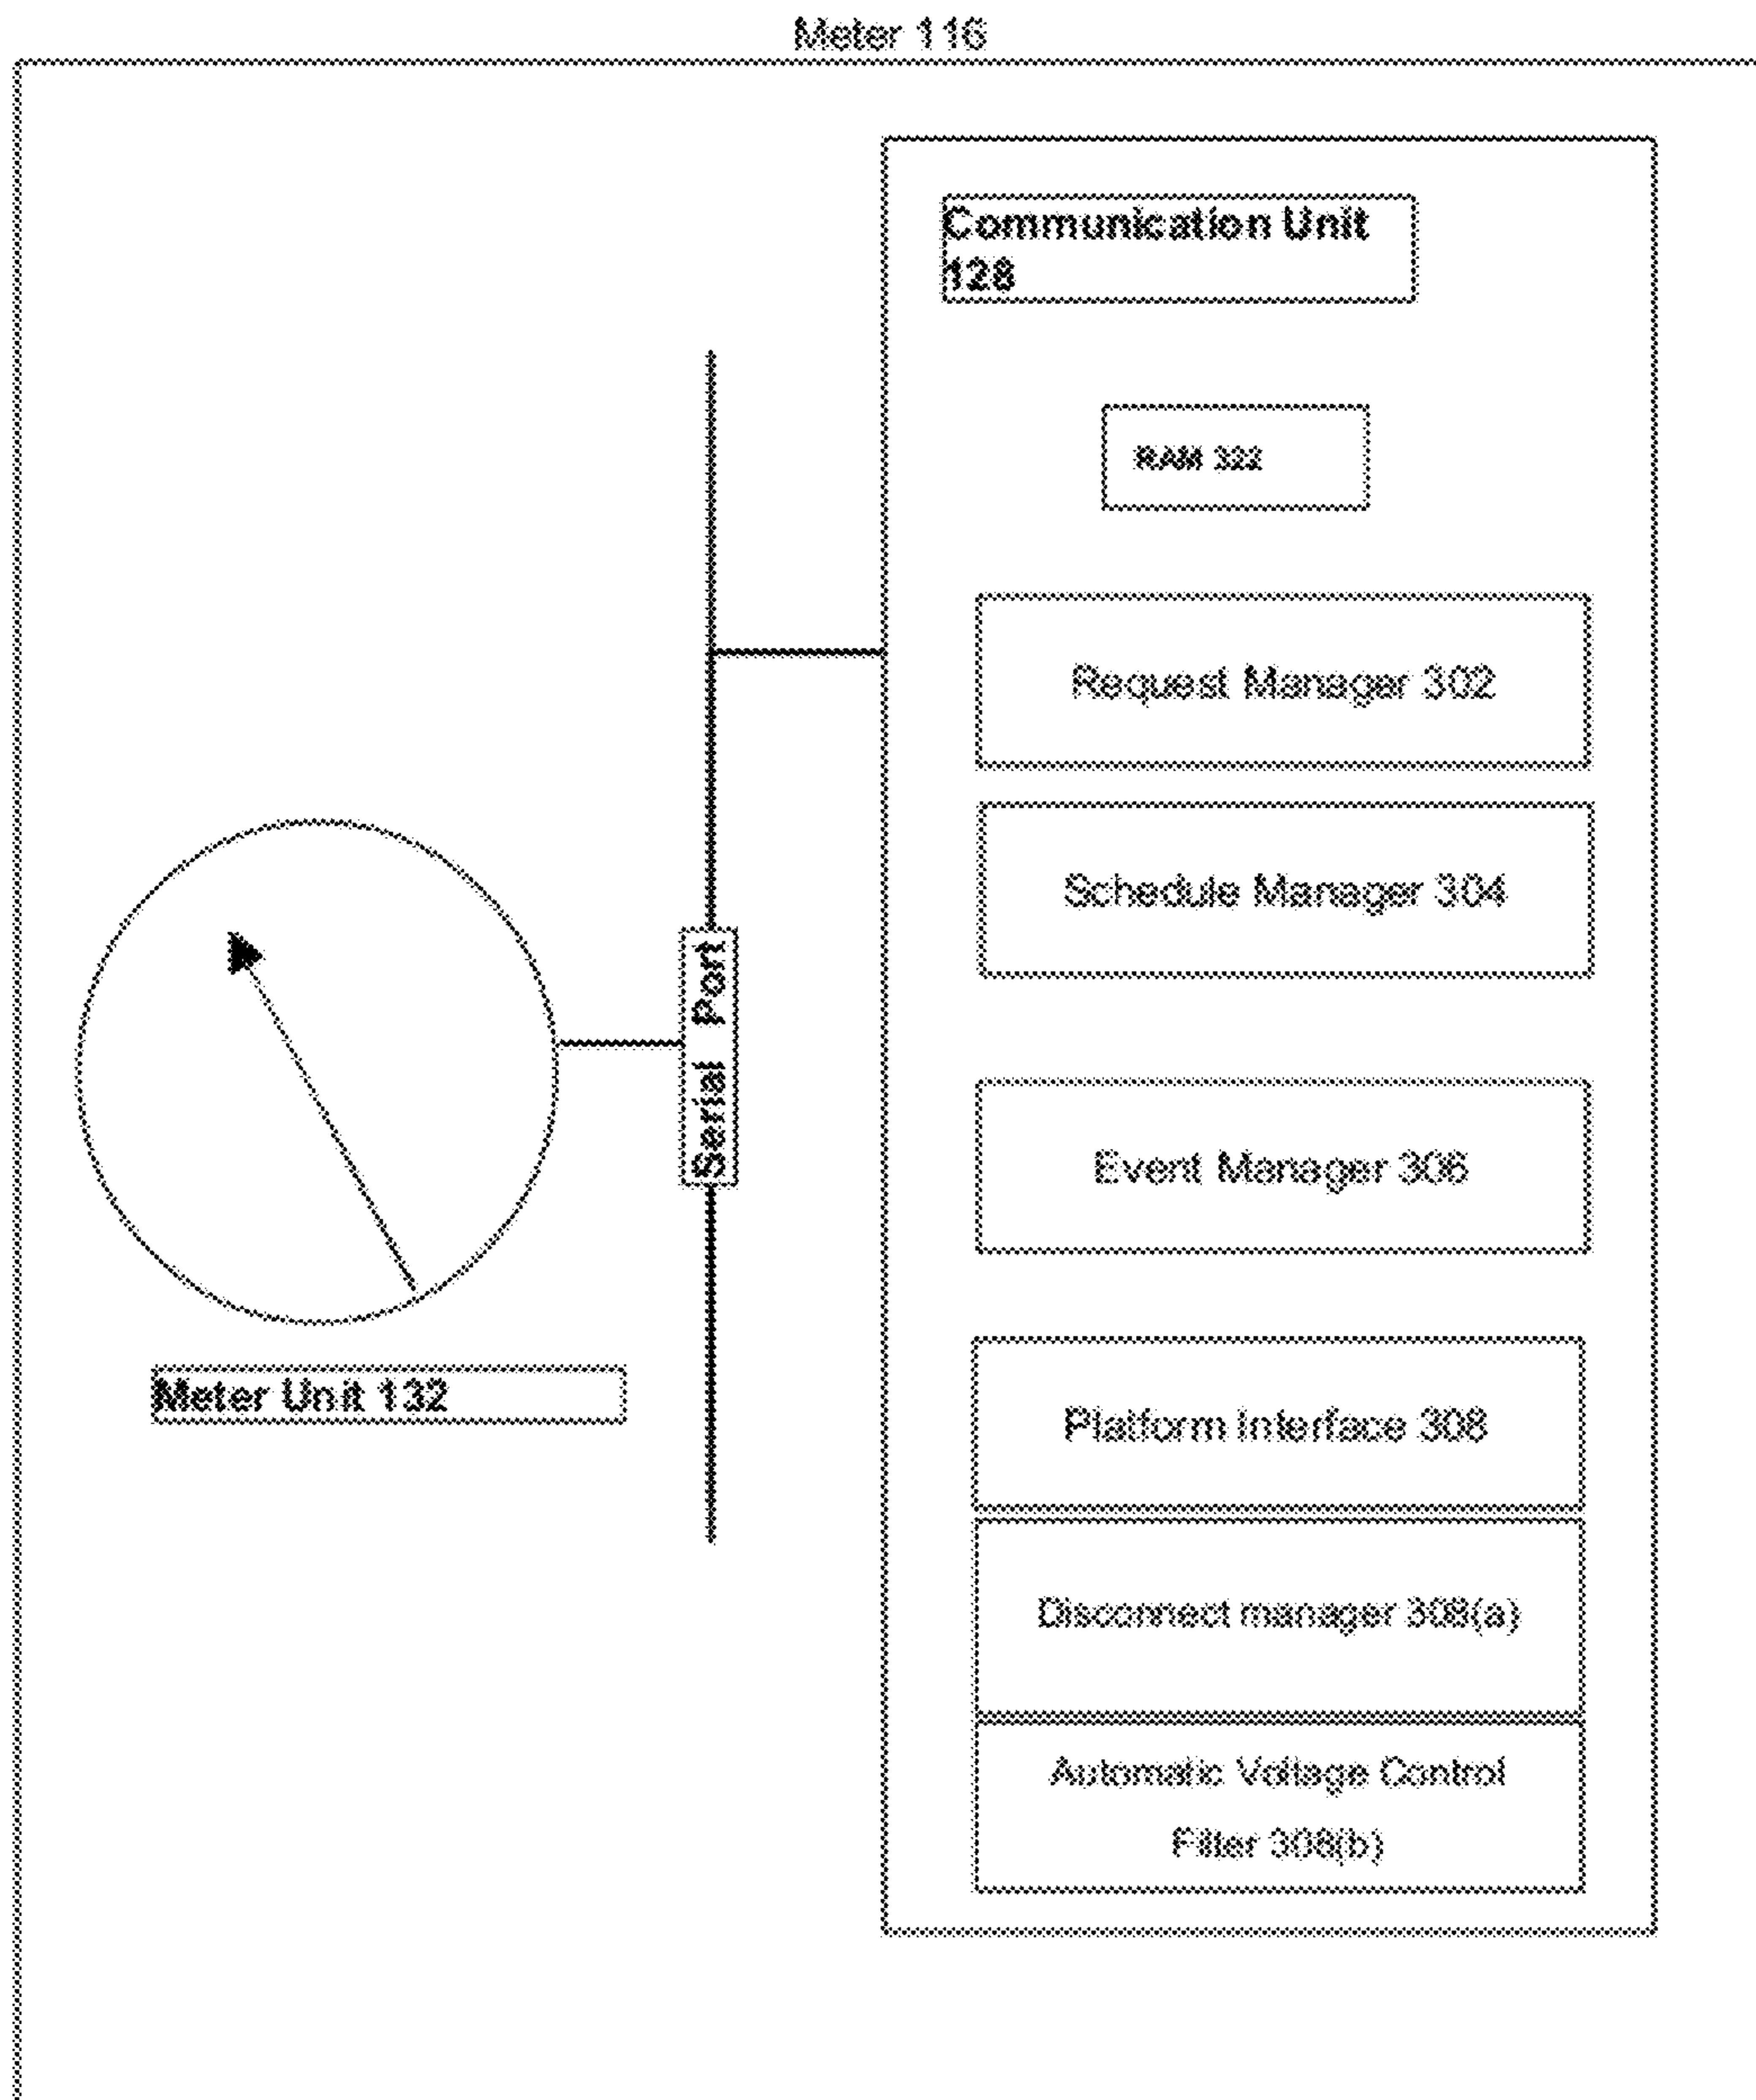 Meter 116
Communication Unit
128
RAM 322
Request Manager 302
Schedule Manager 304
Serial Port
Event Manager 306
Meter Unit 132
Platform Interface 308
Disconnect manager 308(a)
Automatic Voltage Control
Filter 308(b)